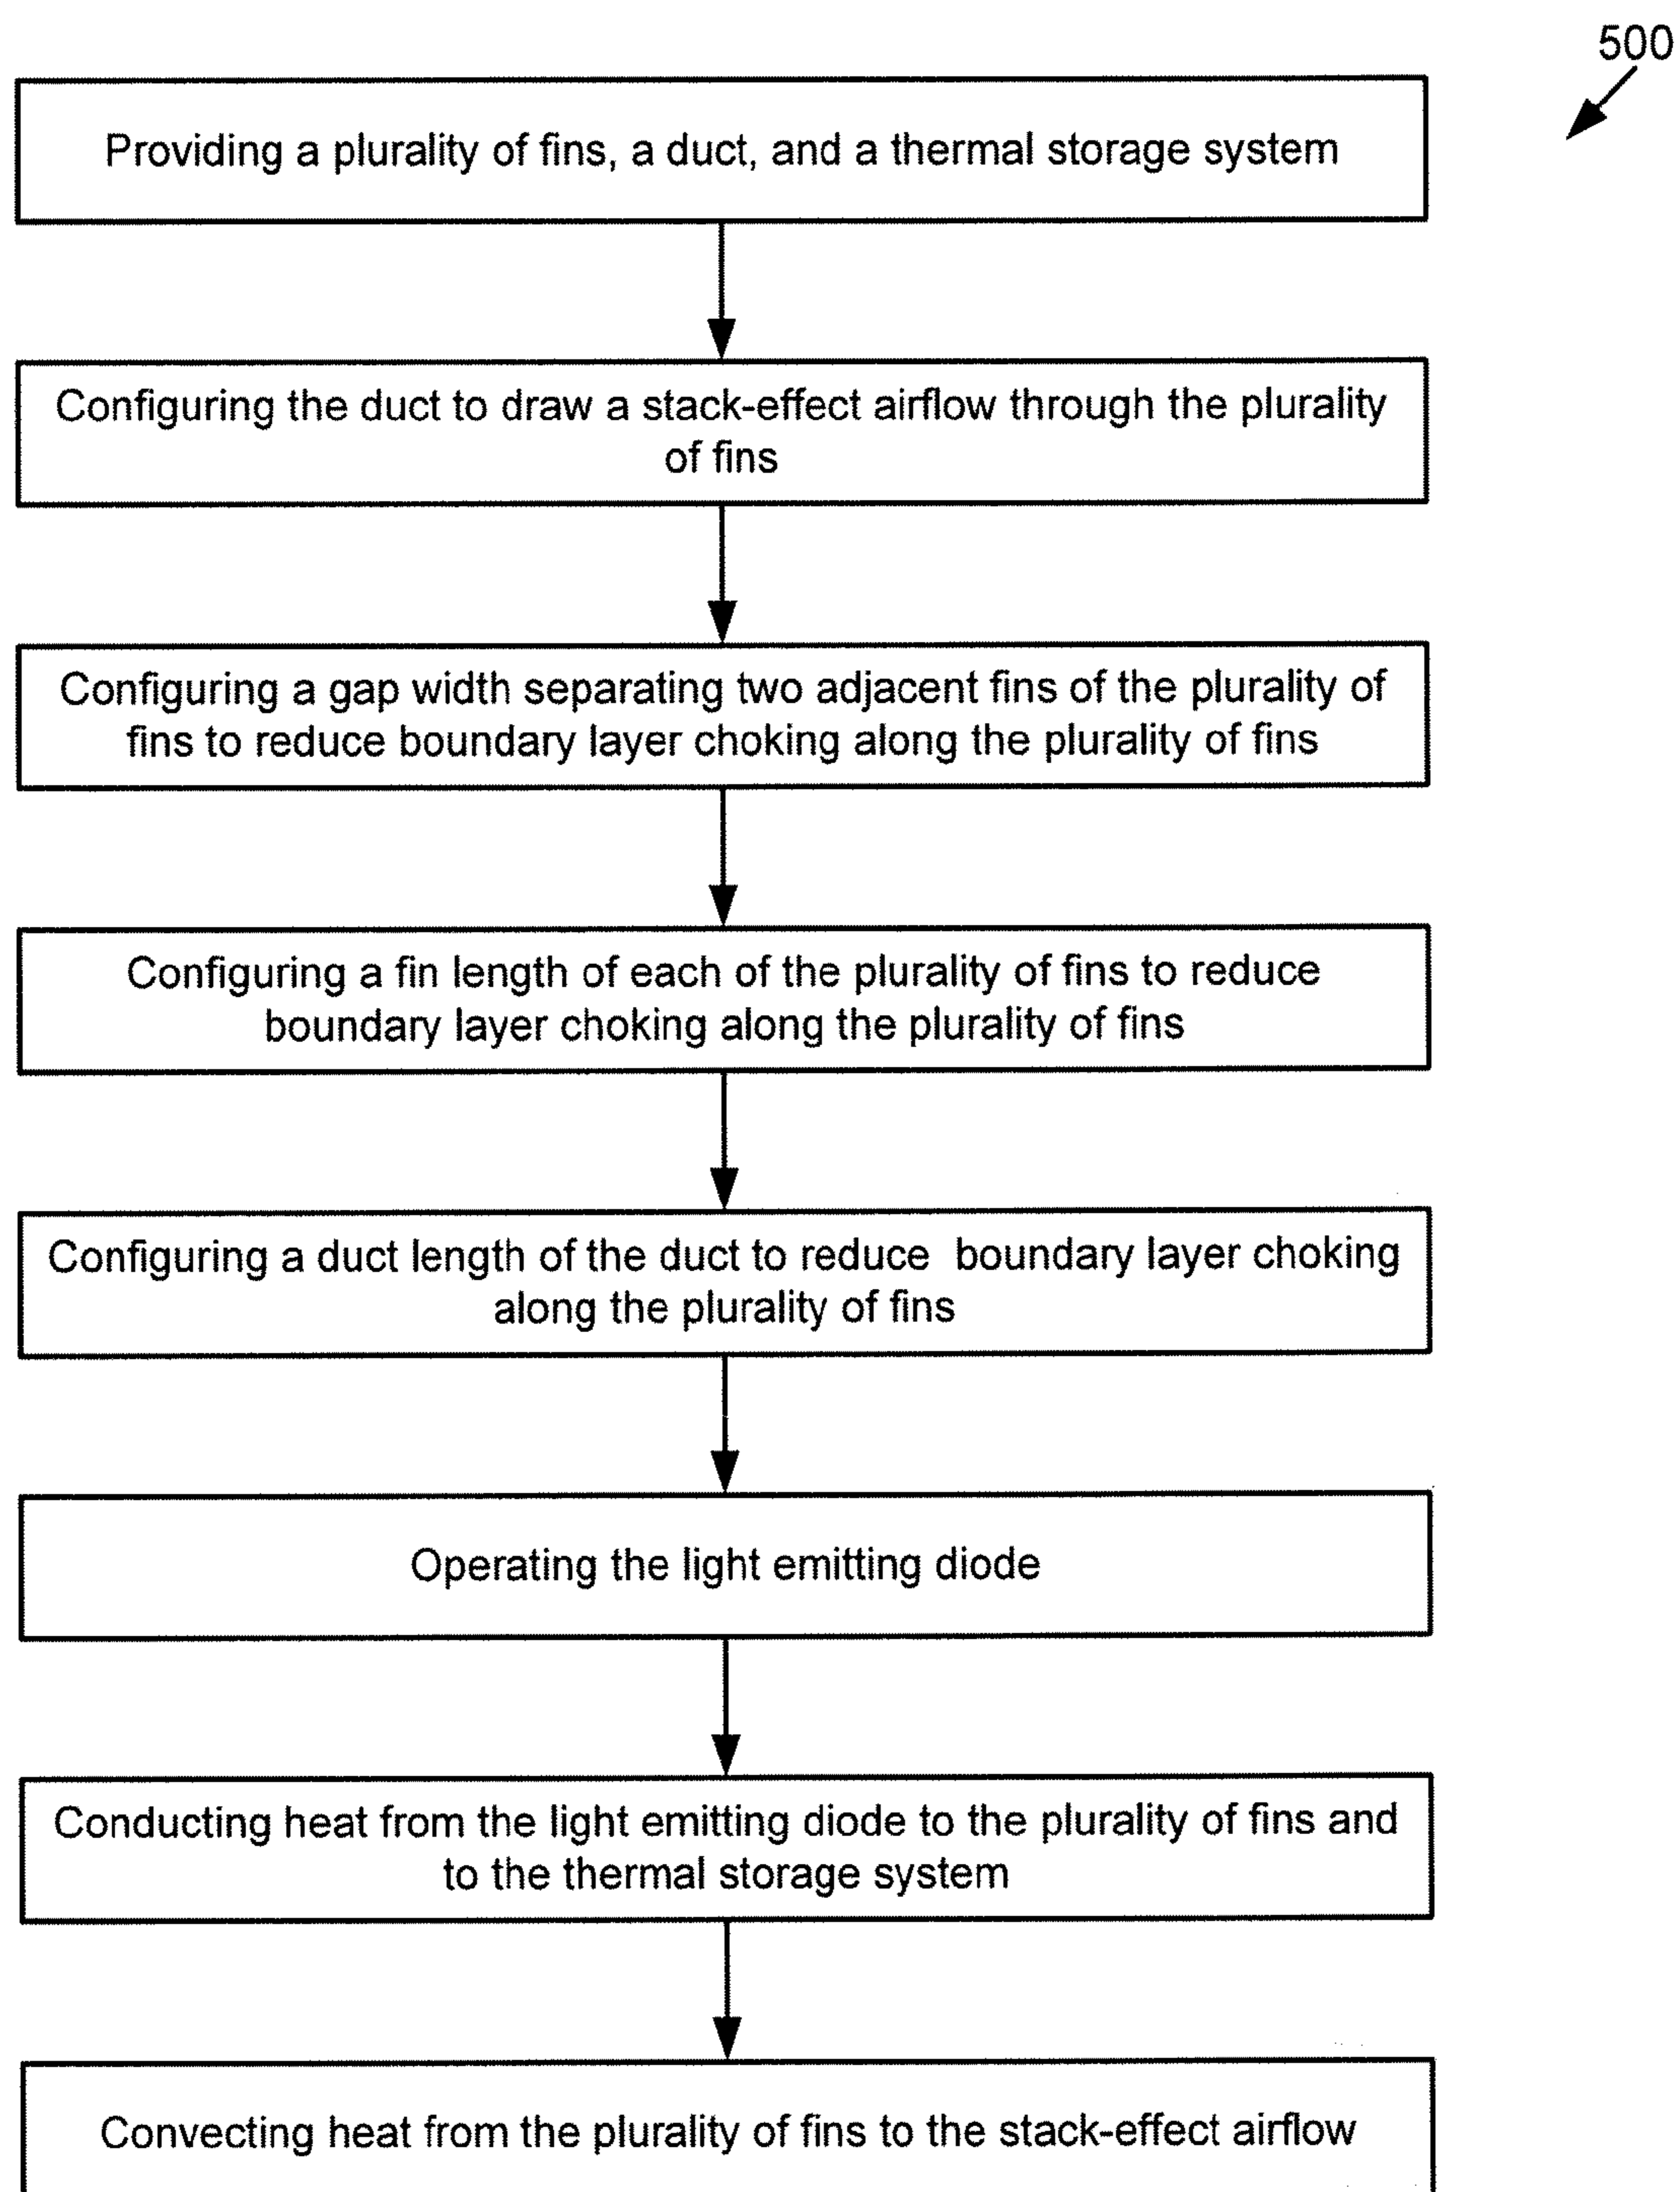 500
Providing a plurality of fins, a duct, and a thermal storage system
Configuring the duct to draw a stack-effect airflow through the plurality
of fins
Configuring a gap width separating two adjacent fins of the plurality of
fins to reduce boundary layer choking along the plurality of fins
Configuring a fin length of each of the plurality of fins to reduce
boundary layer choking along the plurality of fins
Configuring a duct length of the duct to reduce  boundary layer choking
along the plurality of fins
Operating the light emitting diode
Conducting heat from the light emitting diode to the plurality of fins and
to the thermal storage system
Convecting heat from the plurality of fins to the stack-effect airflow